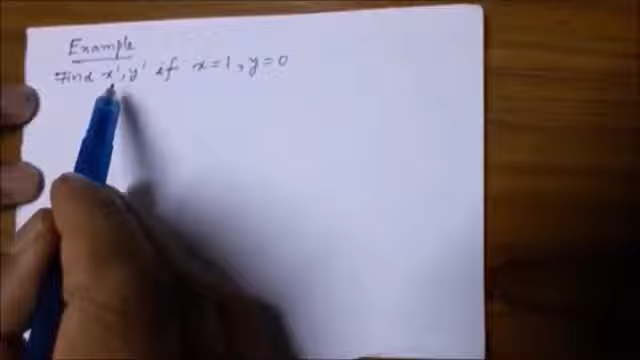 Example
Find x', y' if x=1, y=0